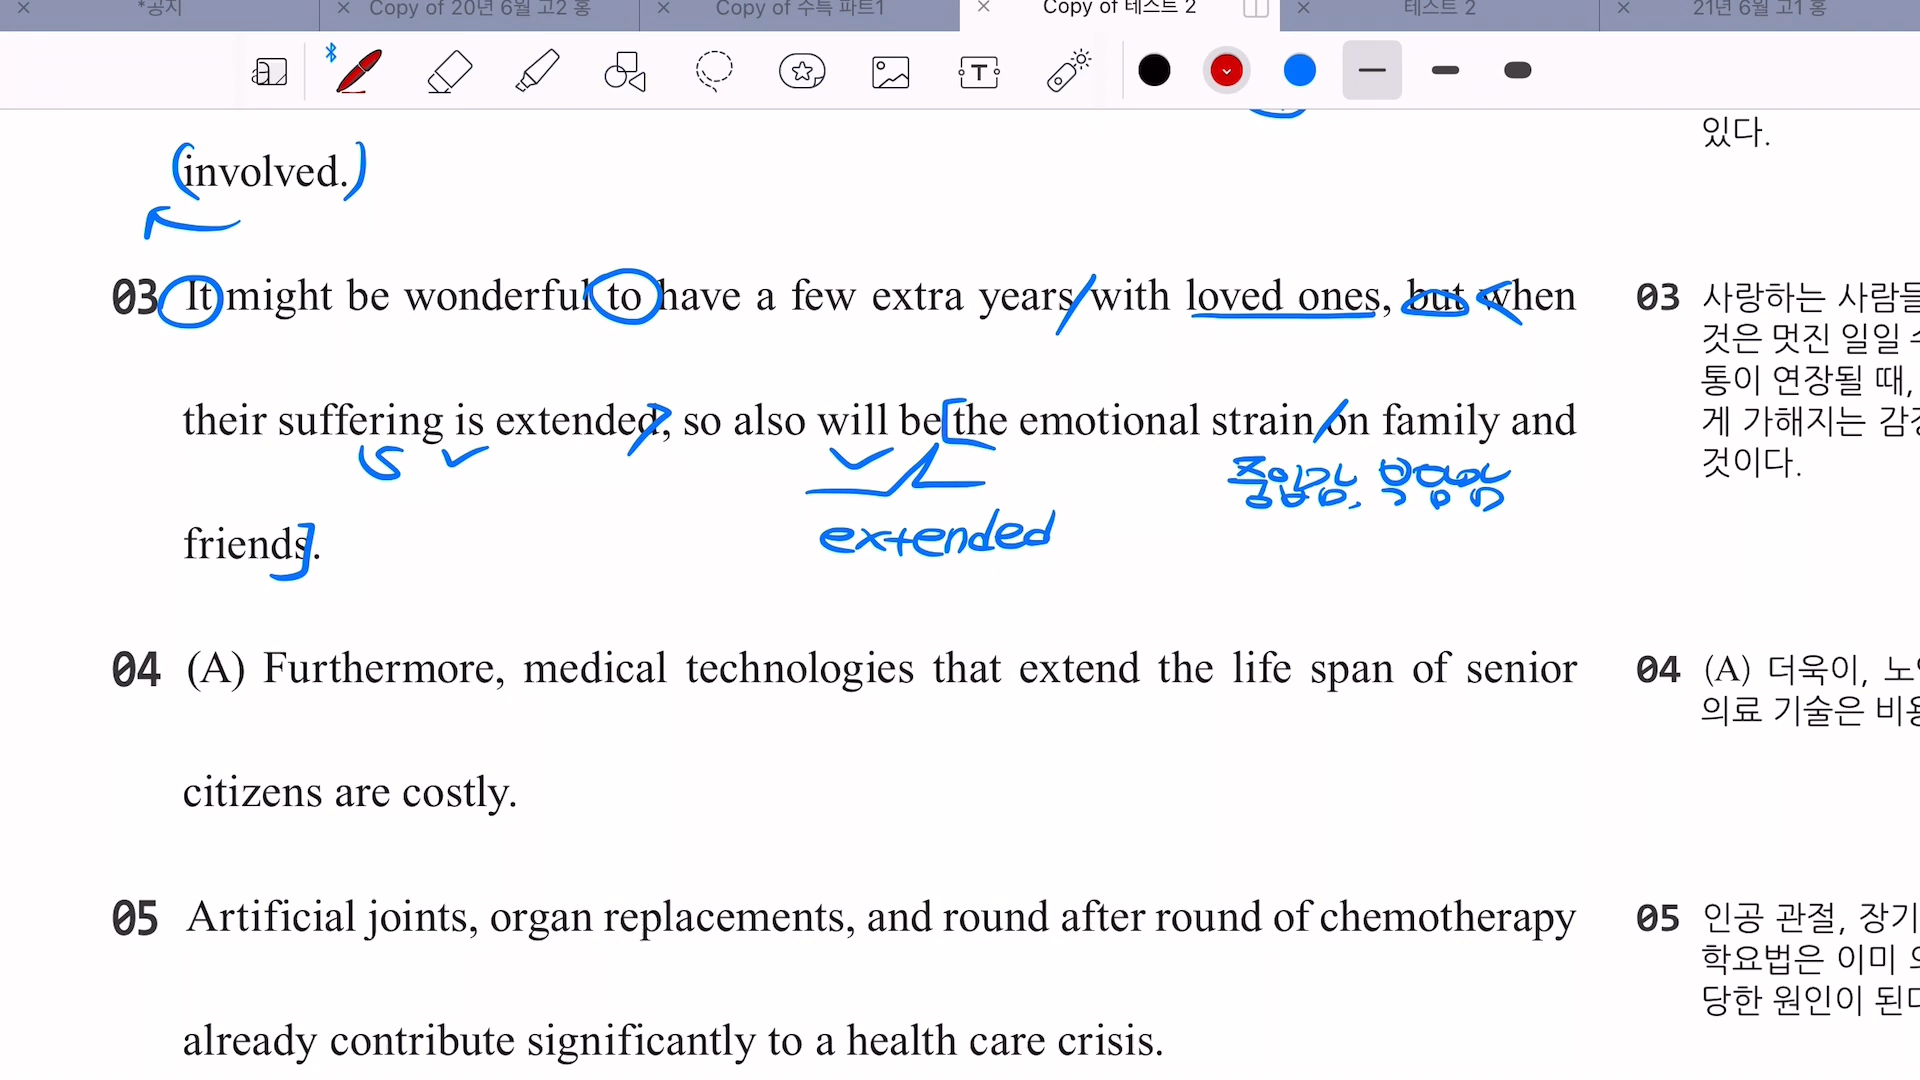 *공지
Copy of 20년 6월 고2 홍
Copy of 수특 파트1
Copy of 테스트 2
테스트 2
21년 6월 고1 홍
있다.
involved.
03 It might be wonderful to have a few extra years with loved ones, but when
their suffering is extended, so also will be the emotional strain on family and
S
중압감, 부담감
extended
friends.
03 사랑하는 사람들
것은 멋진 일일 수
통이 연장될 때,
게 가해지는 감정
것이다.
04 (A) Furthermore, medical technologies that extend the life span of senior
citizens are costly.
04 (A) 더욱이, 노인
의료 기술은 비용
05 Artificial joints, organ replacements, and round after round of chemotherapy
already contribute significantly to a health care crisis.
05 인공 관절, 장기
학요법은 이미
당한 원인이 된다